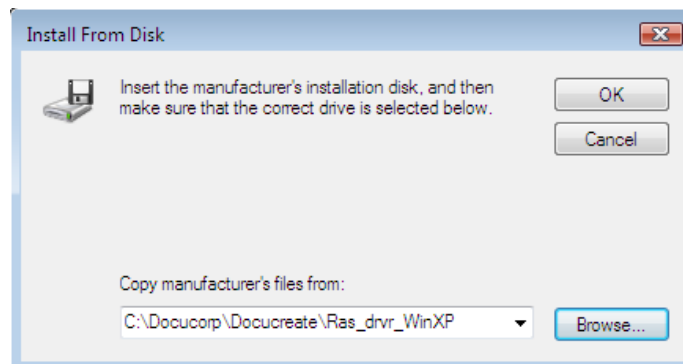 Install From Disk
Insert the manufacturer's installation disk, and then
make sure that the correct drive is selected below.
OK
Cancel
Copy manufacturer's files from:
C:\Docucorp\Docucreate\Ras_drvr_WinXP
Browse...